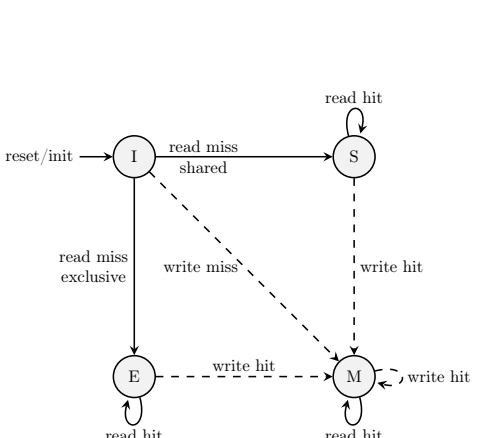 read hit
reset/init
I
read miss
shared
S
read miss
exclusive
write miss
write hit
E
write hit
M
write hit
read hit
read hit